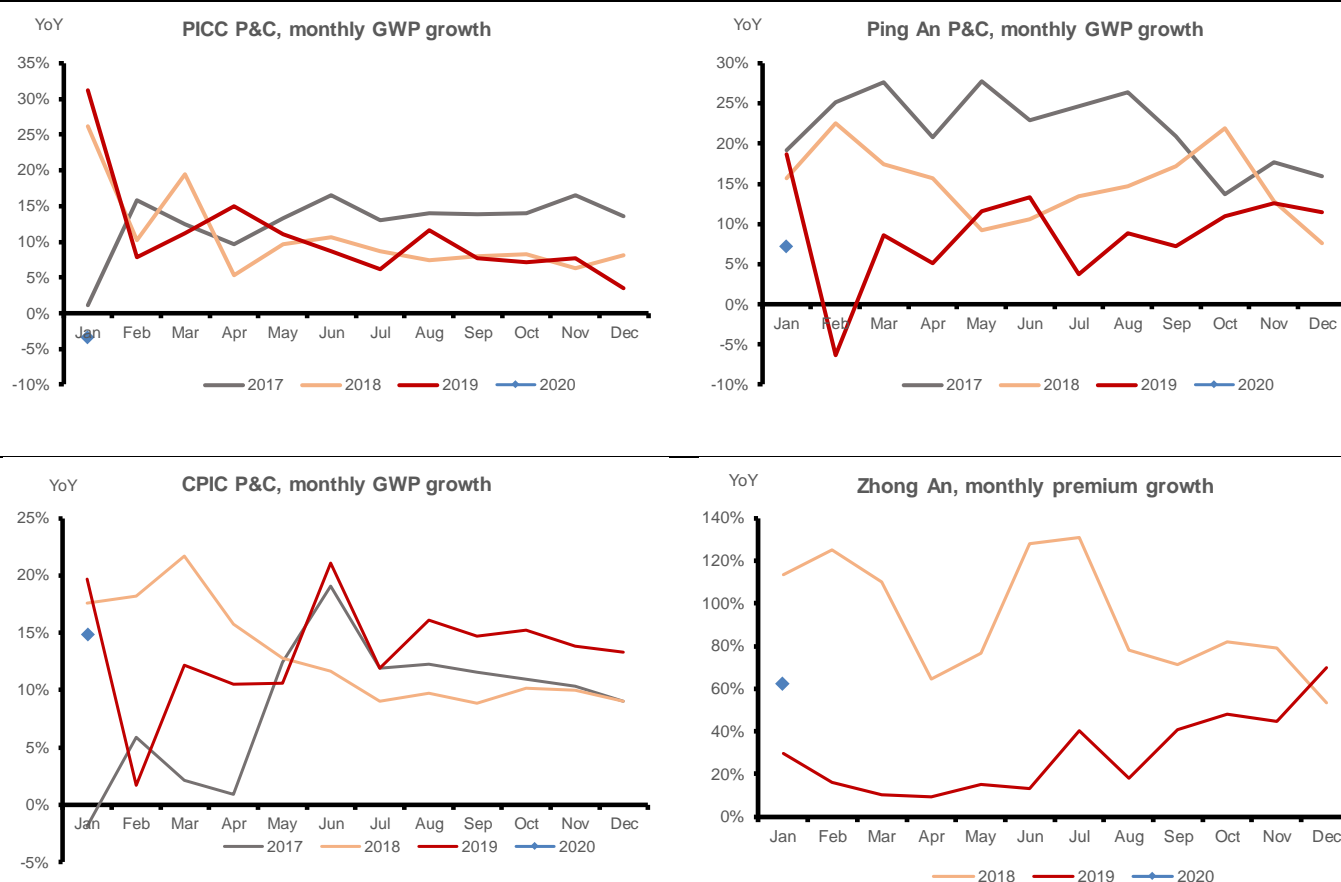 YoY
PICC P&C, monthly GWP growth
35%
30%
25%
20%
15%
10%
5%
0%
-5%
-10%
Jan Feb Mar Apr May Jun Jul Aug Sep Oct Nov Dec
2017 2018 2019 2020
YoY
Ping An P&C, monthly GWP growth
30%
25%
20%
15%
10%
5%
0%
-5%
-10%
Jan Feb Mar Apr May Jun Jul Aug Sep Oct Nov Dec
2017 2018 2019 2020
YoY
CPIC P&C, monthly GWP growth
25%
20%
15%
10%
5%
0%
-5%
Jan Feb Mar Apr May Jun Jul Aug Sep Oct Nov Dec
2017 2018 2019 2020
YoY
Zhong An, monthly premium growth
140%
120%
100%
80%
60%
40%
20%
0%
Jan Feb Mar Apr May Jun Jul Aug Sep Oct Nov Dec
2018 2019 2020